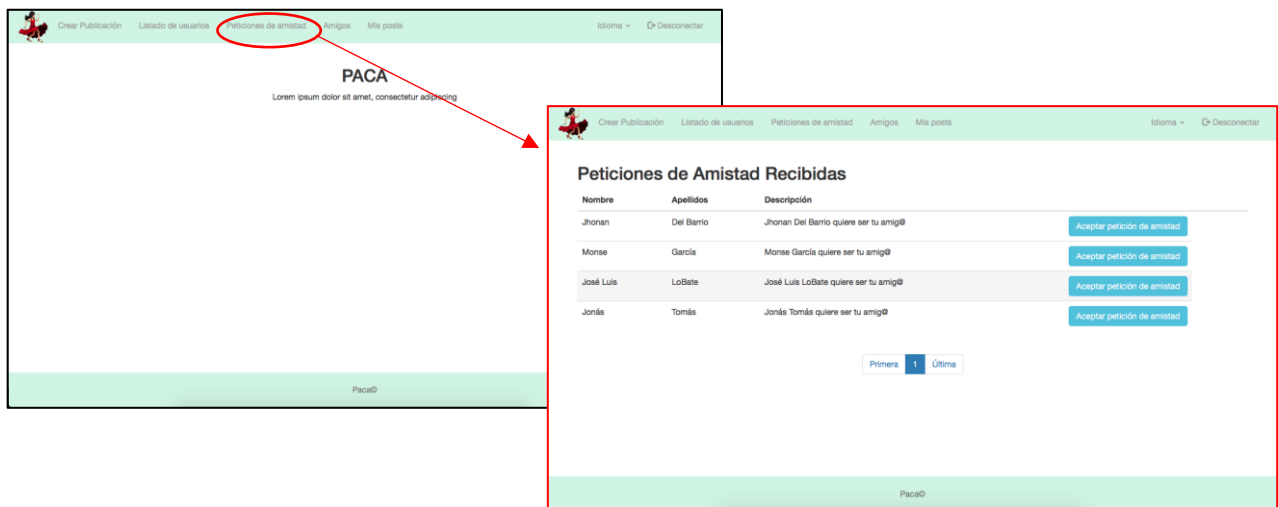 Crear Publicación Listado de usuarios Peticiones de amistad Amigos Mis posts Idioma Desconectar
PACA
Lorem ipsum dolor sit amet, consectetur adipiscing
Paca©
Crear Publicación Listado de usuarios Peticiones de amistad Amigos Mis posts Idioma Desconectar
Peticiones de Amistad Recibidas
Nombre Apellidos Descripción
Jhonan Del Barrio Jhonan Del Barrio quiere ser tu amig@ Aceptar petición de amistad
Monse García Monse García quiere ser tu amig@ Aceptar petición de amistad
José Luis LoBate José Luis LoBate quiere ser tu amig@ Aceptar petición de amistad
Jonás Tomás Jonás Tomás quiere ser tu amig@ Aceptar petición de amistad
Primera 1 Última
Paca©